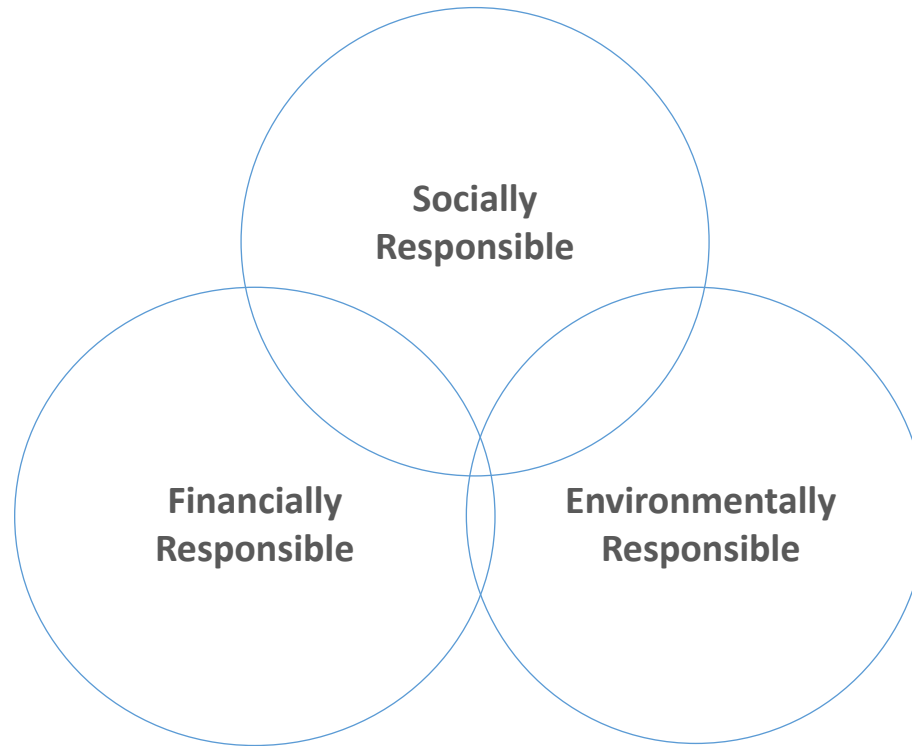 Socially
Responsible
Financially
Responsible
Environmentally
Responsible